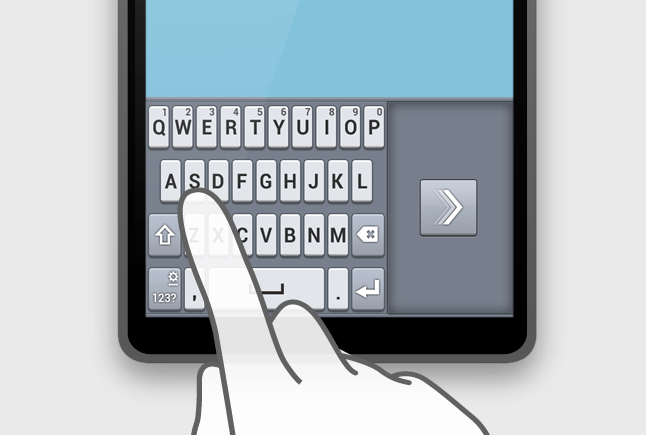 1 2 3 4 5 6 7 8 9 0
Q W E R T Y U I O P
A S D F G H J K L
Z X C V B N M
123? , .